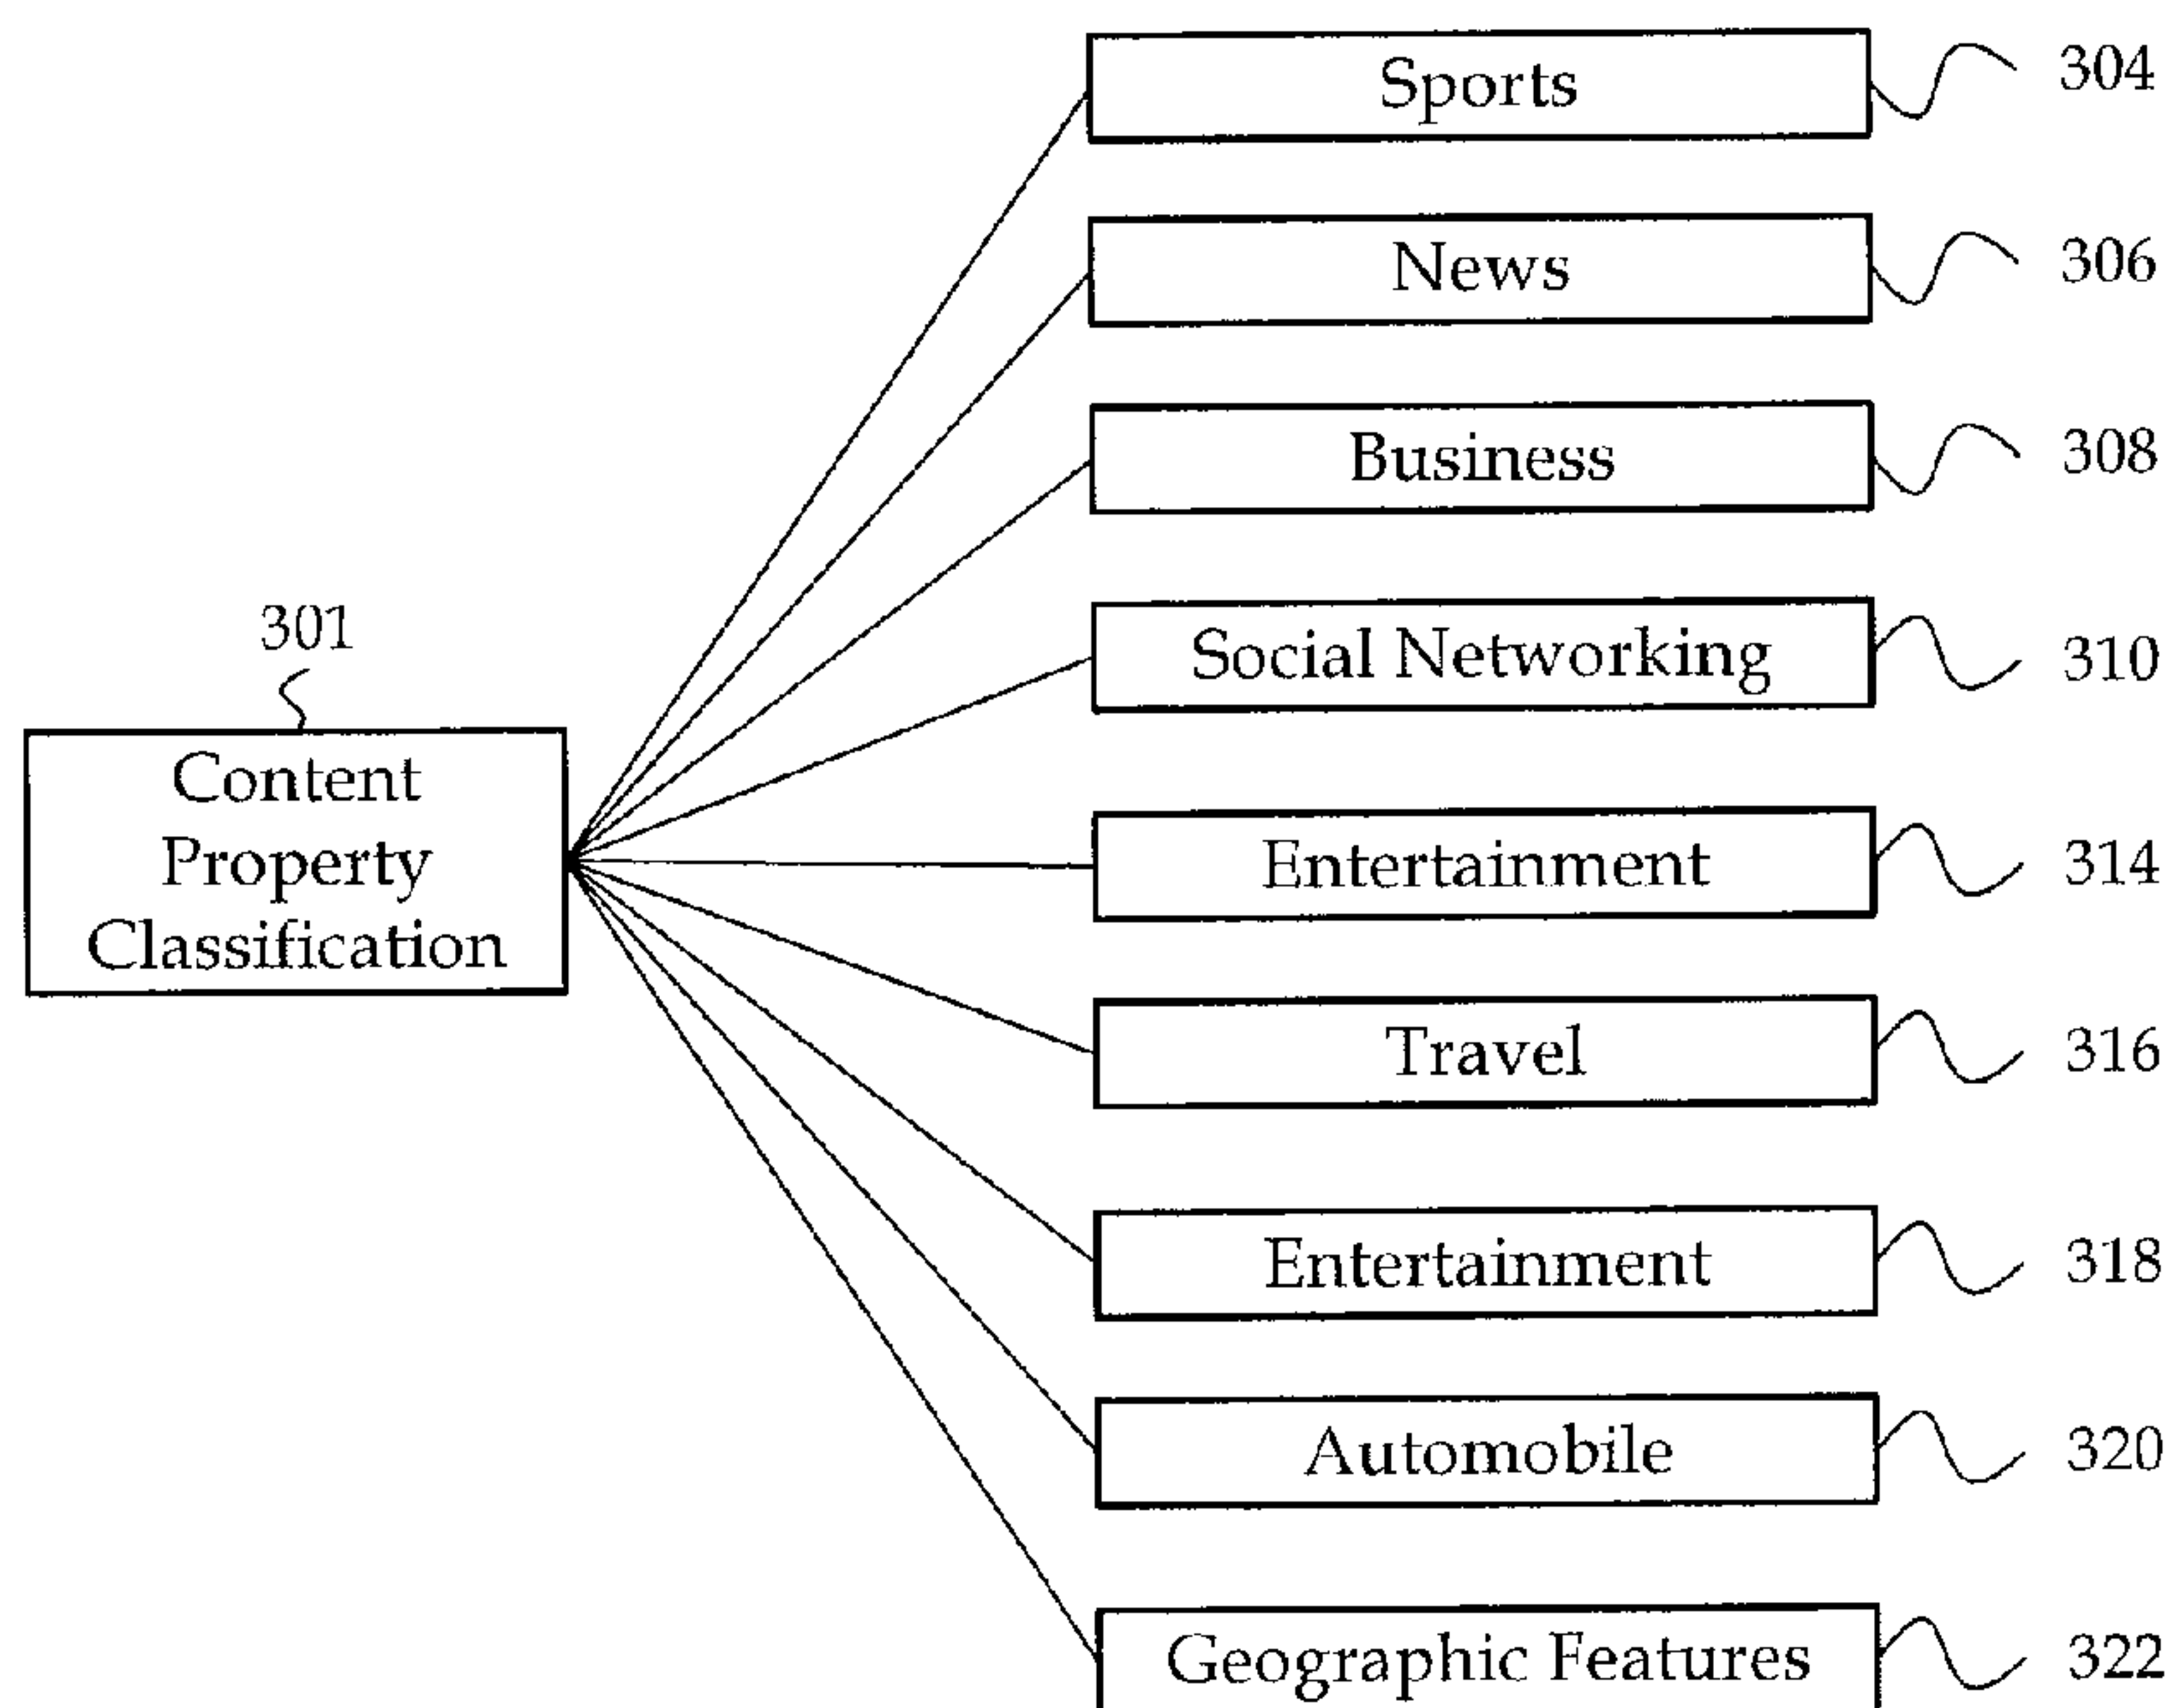 Sports
304
News
306
Business
308
Social Networking
310
301
Content
Property
Classification
Entertainment
314
Travel
316
Entertainment
318
Automobile
320
Geographic Features
322